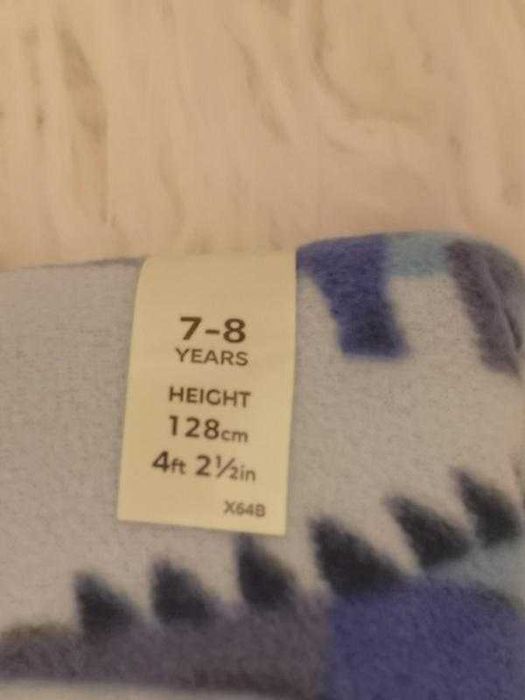 7-8
YEARS
HEIGHT
128cm
4ft 2½in
X64B